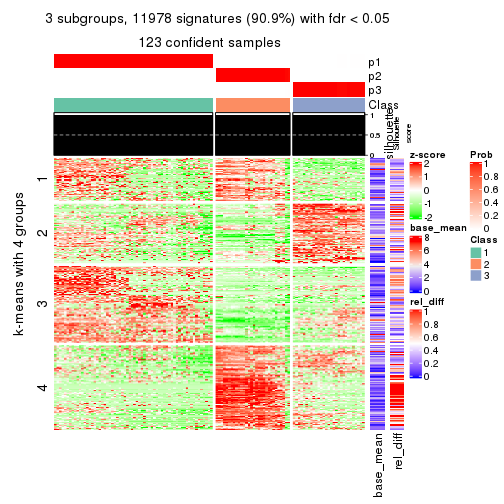 3 subgroups, 11978 signatures (90.9%) with fdr < 0.05
123 confident samples
p1
p2
p3
Class
silhouette
Silhouette
score
1
0.5
0
k-means with 4 groups
1
2
3
4
base_mean
rel_diff
z-score
2
1
0
-1
-2
base_mean
8
6
4
2
0
rel_diff
1
0.8
0.6
0.4
0.2
0
Prob
1
0.8
0.6
0.4
0.2
0
Class
1
2
3